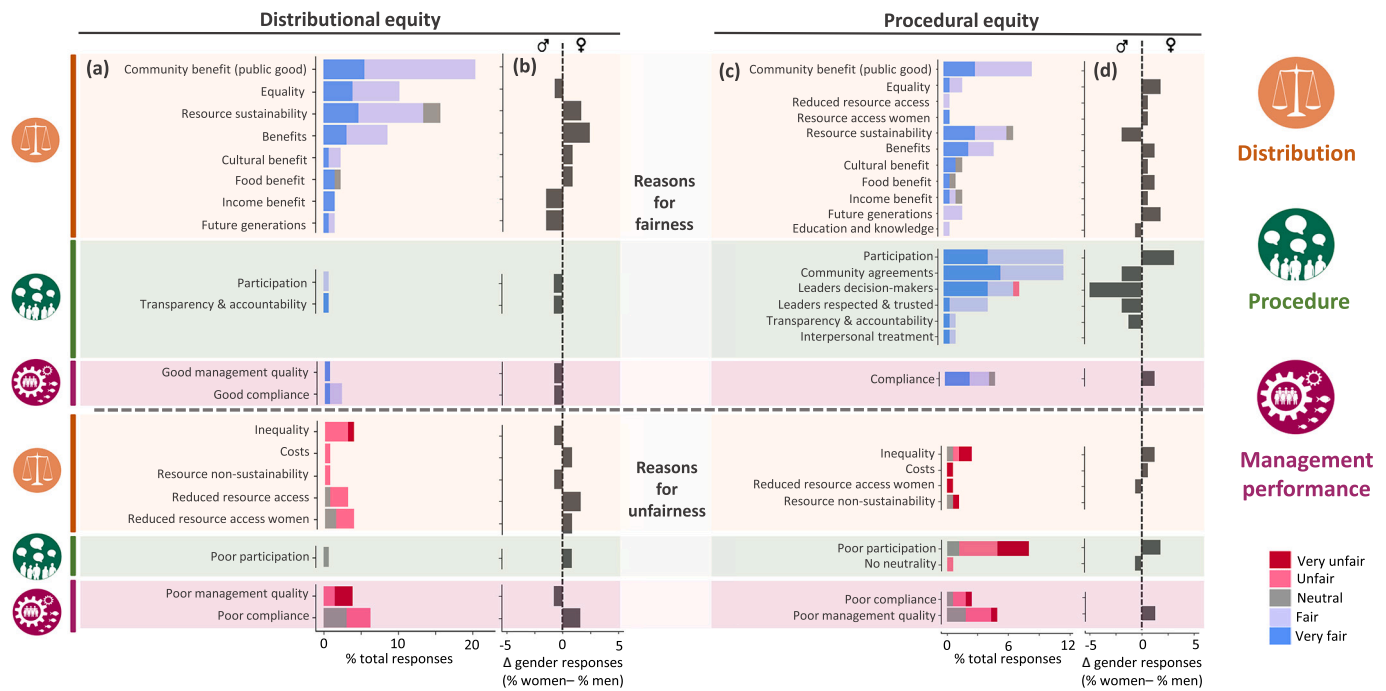 Distributional equity
Procedural equity
♂ ♀
♂ ♀
(a)
(b)
(c)
(d)
Community benefit (public good)
Equality
Resource sustainability
Benefits
Cultural benefit
Food benefit
Income benefit
Future generations
Participation
Transparency & accountability
Good management quality
Good compliance
Inequality
Costs
Resource non-sustainability
Reduced resource access
Reduced resource access women
Poor participation
Poor management quality
Poor compliance
0 10 20
% total responses
-5 0 5
Δ gender responses
(% women– % men)
Reasons
for
fairness
Reasons
for
unfairness
Community benefit (public good)
Equality
Reduced resource access
Resource access women
Resource sustainability
Benefits
Cultural benefit
Food benefit
Income benefit
Future generations
Education and knowledge
Participation
Community agreements
Leaders decision-makers
Leaders respected & trusted
Transparency & accountability
Interpersonal treatment
Compliance
Inequality
Costs
Reduced resource access women
Resource non-sustainability
Poor participation
No neutrality
Poor compliance
Poor management quality
0 6 12
% total responses
-5 0 5
Δ gender responses
(% women– % men)
Distribution
Procedure
Management
performance
Very unfair
Unfair
Neutral
Fair
Very fair